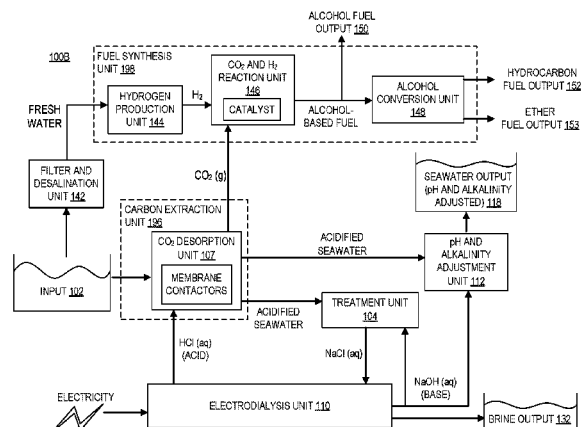 ALCOHOL FUEL
OUTPUT 150
100B
FUEL SYNTHESIS
UNIT 198
CO₂ AND H₂
REACTION UNIT
146
CATALYST
HYDROGEN
PRODUCTION
UNIT 144
H₂
ALCOHOL-
BASED FUEL
ALCOHOL
CONVERSION UNIT
148
HYDROCARBON
FUEL OUTPUT 152
ETHER
FUEL OUTPUT 153
FRESH
WATER
FILTER AND
DESALINATION
UNIT 142
CO₂ (g)
SEAWATER OUTPUT
(pH AND ALKALINITY
ADJUSTED) 118
CARBON EXTRACTION
UNIT 196
CO₂ DESORPTION
UNIT 107
MEMBRANE
CONTACTORS
ACIDIFIED
SEAWATER
pH AND
ALKALINITY
ADJUSTMENT
UNIT 112
INPUT 102
ACIDIFIED
SEAWATER
TREATMENT UNIT
104
HCl (aq)
(ACID)
NaCl (aq)
NaOH (aq)
(BASE)
ELECTRICITY
ELECTRODIALYSIS UNIT 110
BRINE OUTPUT 132